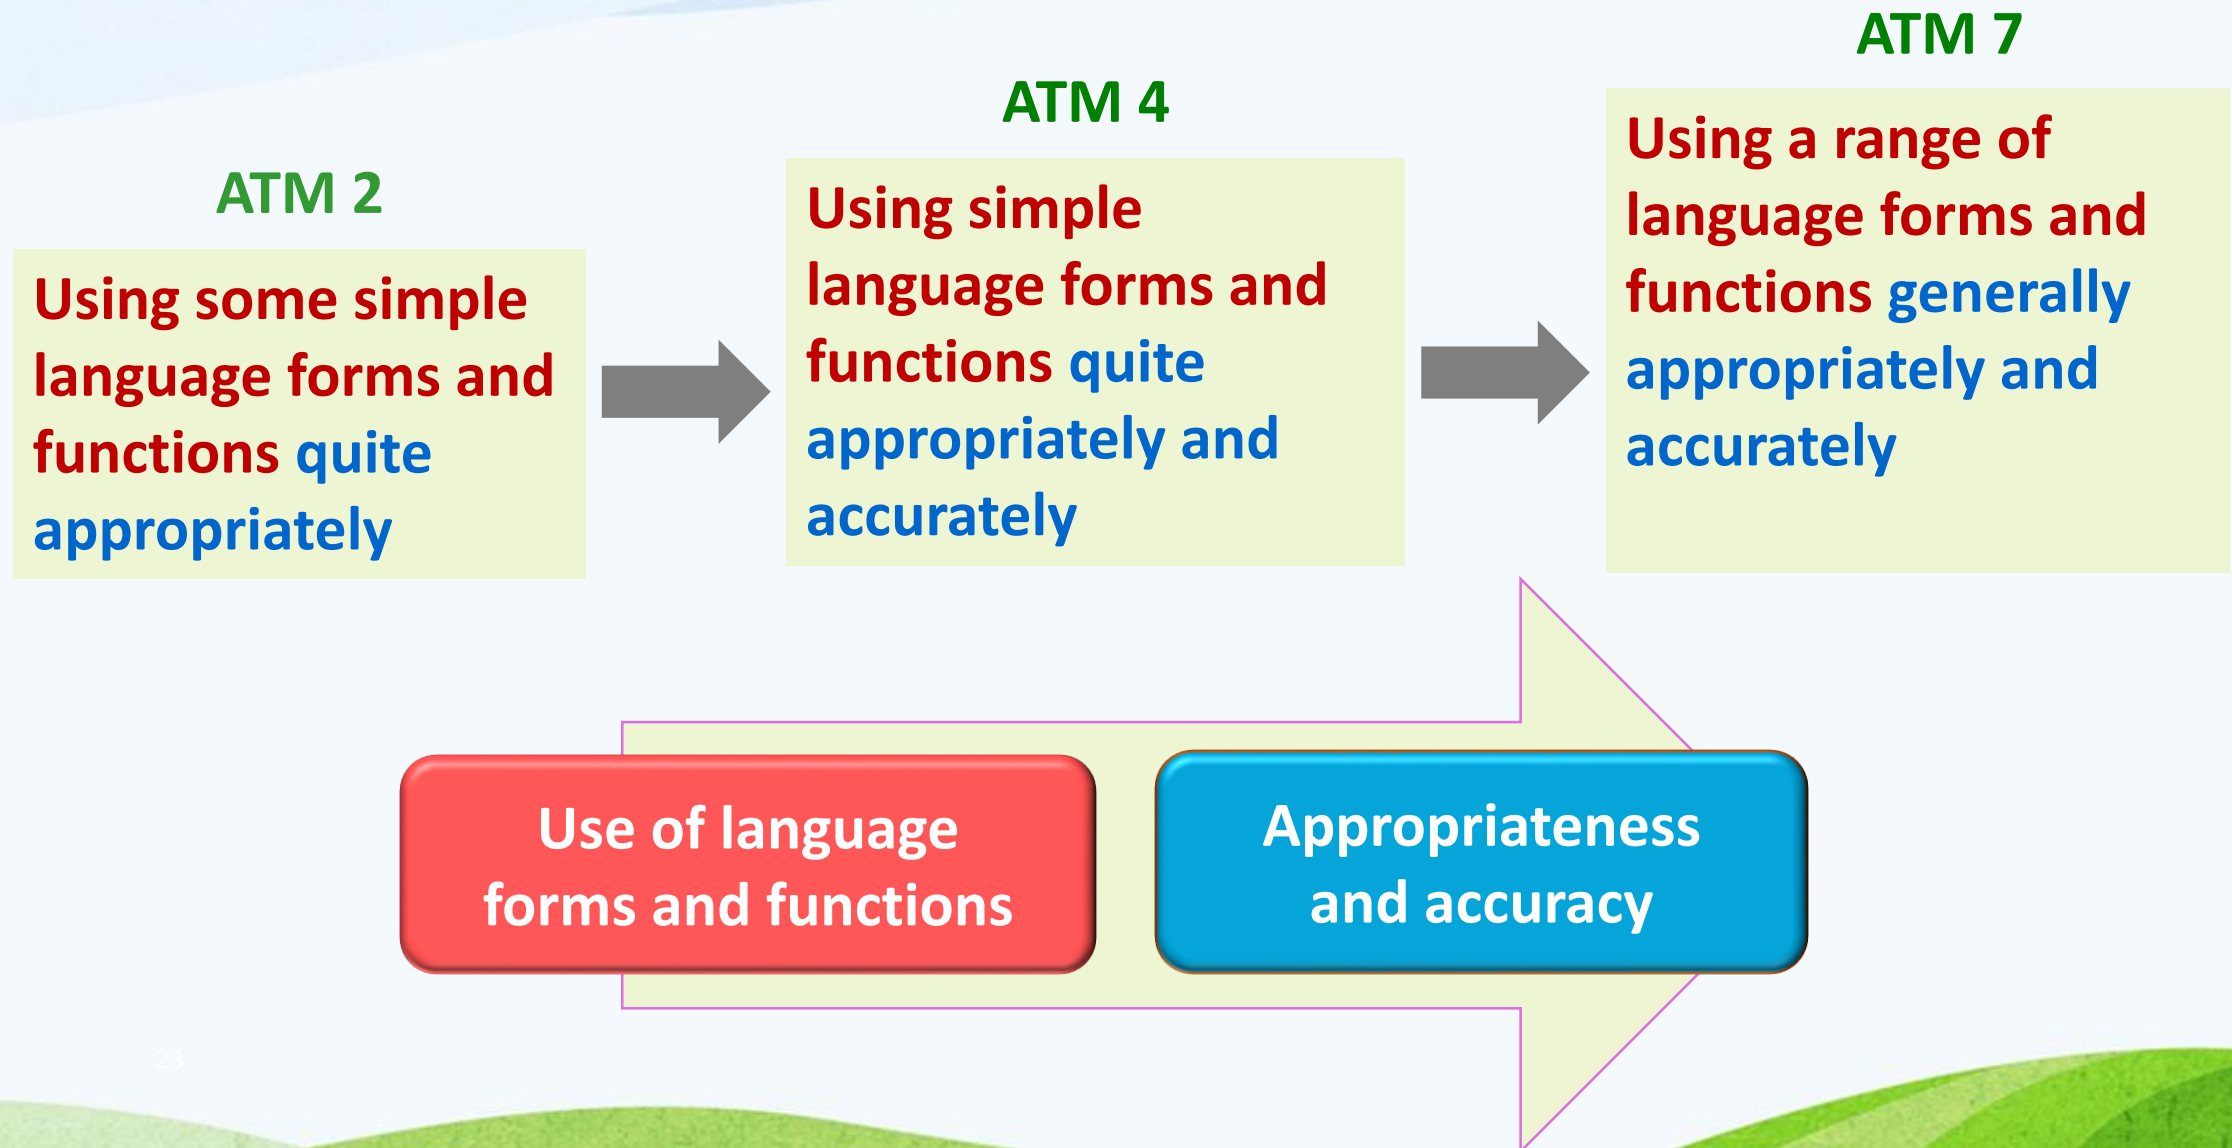 ATM 2
Using some simple
language forms and
functions quite
appropriately
ATM 4
Using simple
language forms and
functions quite
appropriately and
accurately
ATM 7
Using a range of
language forms and
functions generally
appropriately and
accurately
Use of language
forms and functions
Appropriateness
and accuracy
23